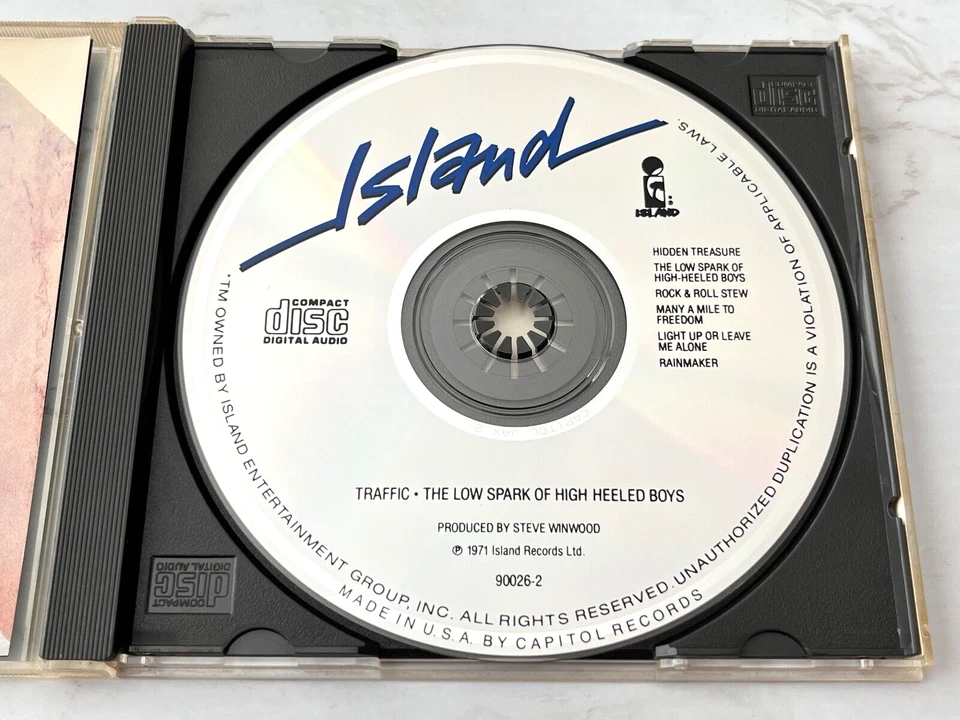 Island
ISLAND
COMPACT
disc
DIGITAL AUDIO
HIDDEN TREASURE
THE LOW SPARK OF
HIGH-HEELED BOYS
ROCK & ROLL STEW
MANY A MILE TO
FREEDOM
LIGHT UP OR LEAVE
ME ALONE
RAINMAKER
CAPITOL JAX 2
TRAFFIC • THE LOW SPARK OF HIGH HEELED BOYS
PRODUCED BY STEVE WINWOOD
℗ 1971 Island Records Ltd.
90026-2
*TM OWNED BY ISLAND ENTERTAINMENT GROUP, INC. ALL RIGHTS RESERVED. UNAUTHORIZED DUPLICATION IS A VIOLATION OF APPLICABLE LAWS.
MADE IN U.S.A. BY CAPITOL RECORDS
COMPACT
disc
DIGITAL AUDIO
COMPACT
disc
DIGITAL AUDIO